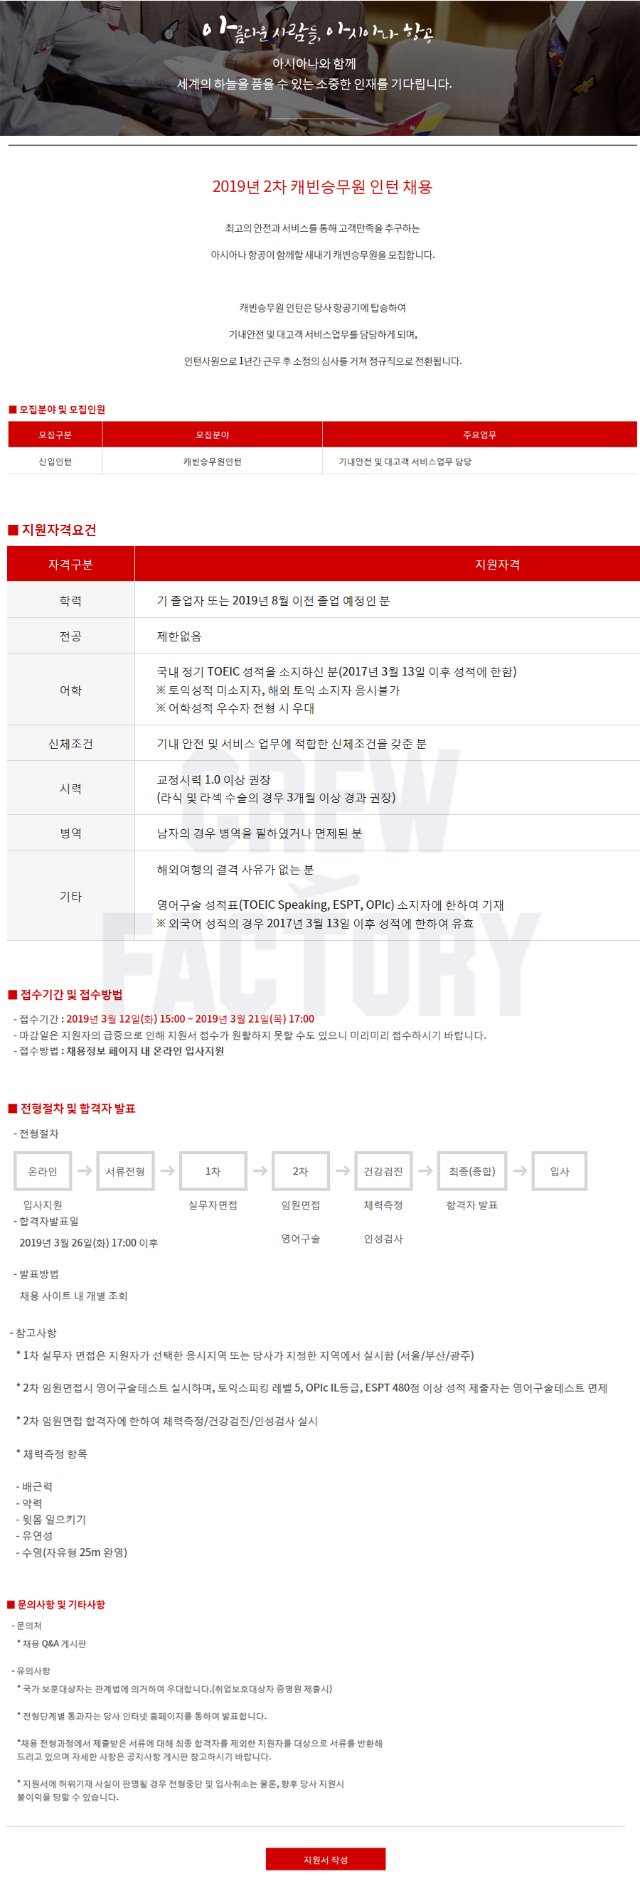 아름다운 사람들, 아시아나 항공
아시아나와 함께
세계의 하늘을 품을 수 있는 소중한 인재를 기다립니다.
2019년 2차 캐빈승무원 인턴 채용
최고의 안전과 서비스를 통해 고객만족을 추구하는
아시아나 항공이 함께할 새내기 캐빈승무원을 모집합니다.
캐빈승무원 인턴은 당사 항공기에 탑승하여
기내안전 및 대고객 서비스업무를 담당하게 되며,
인턴사원으로 1년간 근무 후 소정의 심사를 거쳐 정규직으로 전환됩니다.
■ 모집분야 및 모집인원
모집구분 모집분야 주요업무
신입인턴 캐빈승무원인턴 기내안전 및 대고객 서비스업무 담당
■ 지원자격요건
자격구분 지원자격
학력 기 졸업자 또는 2019년 8월 이전 졸업 예정인 분
전공 제한없음
어학 국내 정기 TOEIC 성적을 소지하신 분(2017년 3월 13일 이후 성적에 한함)
※ 토익성적 미소지자, 해외 토익 소지자 응시불가
※ 어학성적 우수자 전형 시 우대
신체조건 기내 안전 및 서비스 업무에 적합한 신체조건을 갖춘 분
시력 교정시력 1.0 이상 권장
(라식 및 라섹 수술의 경우 3개월 이상 경과 권장)
병역 남자의 경우 병역을 필하였거나 면제된 분
기타 해외여행의 결격 사유가 없는 분
영어구술 성적표(TOEIC Speaking, ESPT, OPIc) 소지자에 한하여 기재
※ 외국어 성적의 경우 2017년 3월 13일 이후 성적에 한하여 유효
CREW
FACTORY
■ 접수기간 및 접수방법
- 접수기간 : 2019년 3월 12일(화) 15:00 ~ 2019년 3월 21일(목) 17:00
- 마감일은 지원자의 급증으로 인해 지원서 접수가 원활하지 못할 수도 있으니 미리미리 접수하시기 바랍니다.
- 접수방법 : 채용정보 페이지 내 온라인 입사지원
■ 전형절차 및 합격자 발표
- 전형절차
온라인 → 서류전형 → 1차 → 2차 → 건강검진 → 최종(종합) → 입사
입사지원 실무자면접 임원면접 체력측정 합격자 발표
영어구술 인성검사
- 합격자발표일
2019년 3월 26일(화) 17:00 이후
- 발표방법
채용 사이트 내 개별 조회
- 참고사항
* 1차 실무자 면접은 지원자가 선택한 응시지역 또는 당사가 지정한 지역에서 실시함 (서울/부산/광주)
* 2차 임원면접시 영어구술테스트 실시하며, 토익스피킹 레벨 5, OPIc IL등급, ESPT 480점 이상 성적 제출자는 영어구술테스트 면제
* 2차 임원면접 합격자에 한하여 체력측정/건강검진/인성검사 실시
* 체력측정 항목
- 배근력
- 악력
- 윗몸 일으키기
- 유연성
- 수영(자유형 25m 완영)
■ 문의사항 및 기타사항
- 문의처
* 채용 Q&A 게시판
- 유의사항
* 국가 보훈대상자는 관계법에 의거하여 우대합니다.(취업보호대상자 증명원 제출시)
* 전형단계별 통과자는 당사 인터넷 홈페이지를 통하여 발표합니다.
*채용 전형과정에서 제출받은 서류에 대해 최종 합격자를 제외한 지원자를 대상으로 서류를 반환해
드리고 있으며 자세한 사항은 공지사항 게시판 참고하시기 바랍니다.
* 지원서에 허위기재 사실이 판명될 경우 전형중단 및 입사취소는 물론, 향후 당사 지원시
불이익을 당할 수 있습니다.
지원서 작성